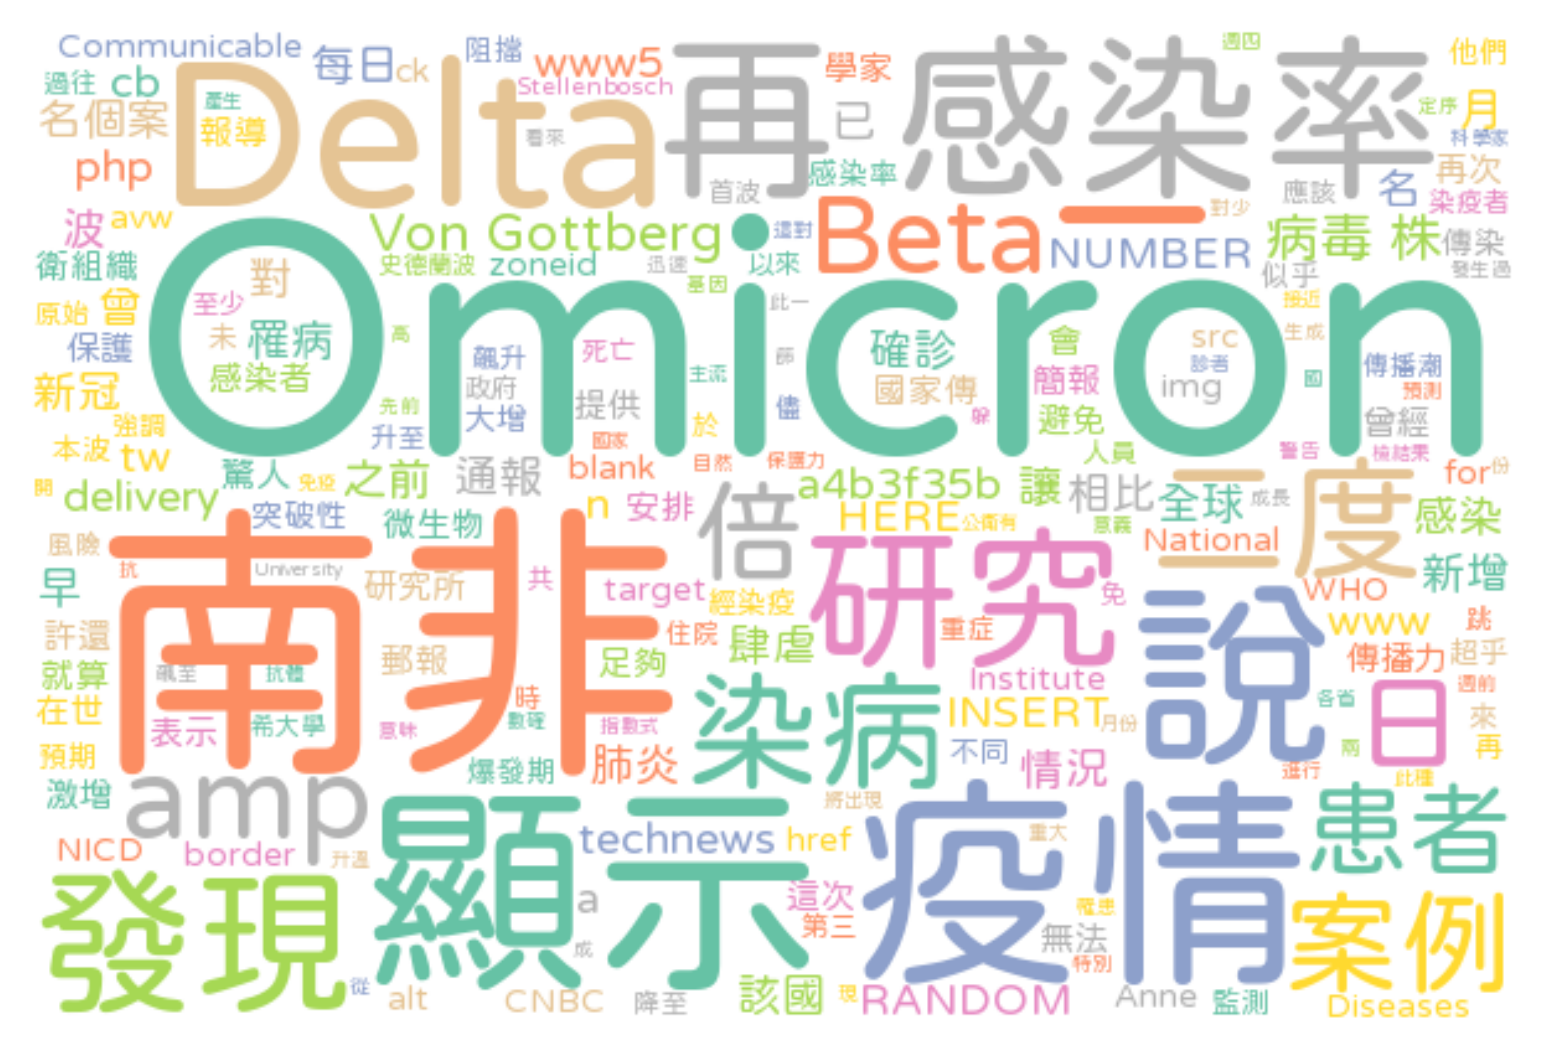 Communicable
每日
ck
阻擋
www5
Stellenbosch
再
學家
感染率
週四
他們
過往
cb
Delta
產生
報導
看來
已
定序
月
名個案
科學家
php
首波
感染率
應該
名
再次
染疫者
波
avw
Von Gottberg
這對
Beta
一
對少
NUMBER
病毒
株
傳染
衛組織
對
史德蘭波
zoneid
迅速
以來
似乎
發生過
原始
曾
至少
基因
此一
接近
Omicron
保護
未
罹病
高
飆升
死亡
篩
確診
會
src
生成
感染者
政府
主流
國家傳
簡報
img
診者
國
傳播潮
預測
新冠
先前
大增
提供
於
儘
躲
避免
曾經
強調
升至
國家
人員
警告
檢結果
本波
tw
驚人
免疫
之前
通報
blank
自然
保護力
for
份
開
delivery
n
安排
倍
a4b3f35b
讓
相比
全球
成長
二度
突破性
微生物
HERE
公衛有
意義
感染
風險
抗
University
南非
研究所
共
target
經染疫
研究
免
National
WHO
新增
早
許還
郵報
住院
肆虐
重症
說
www
跳
就算
飆至
抗體
足夠
染病
Institute
傳播力
超乎
在世
時
數確
指數式
INSERT
月份
各省
日
週前
來
表示
希大學
意味
不同
兩
再
預期
爆發期
肺炎
情況
進行
此種
激增
amp
顯示
將出現
疫情
患者
NICD
border
升溫
technews
href
重大
發現
a
這次
罹患
案例
第三
成
無法
特別
從
alt
CNBC
降至
該國
現
RANDOM
Anne
監測
Diseases